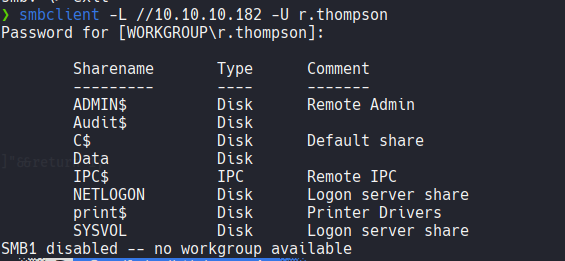 ❯ smbclient -L //10.10.10.182 -U r.thompson
Password for [WORKGROUP\r.thompson]:
Sharename Type Comment
--------- ---- -------
ADMIN$ Disk Remote Admin
Audit$ Disk
C$ Disk Default share
Data Disk
IPC$ IPC Remote IPC
NETLOGON Disk Logon server share
print$ Disk Printer Drivers
SYSVOL Disk Logon server share
SMB1 disabled -- no workgroup available